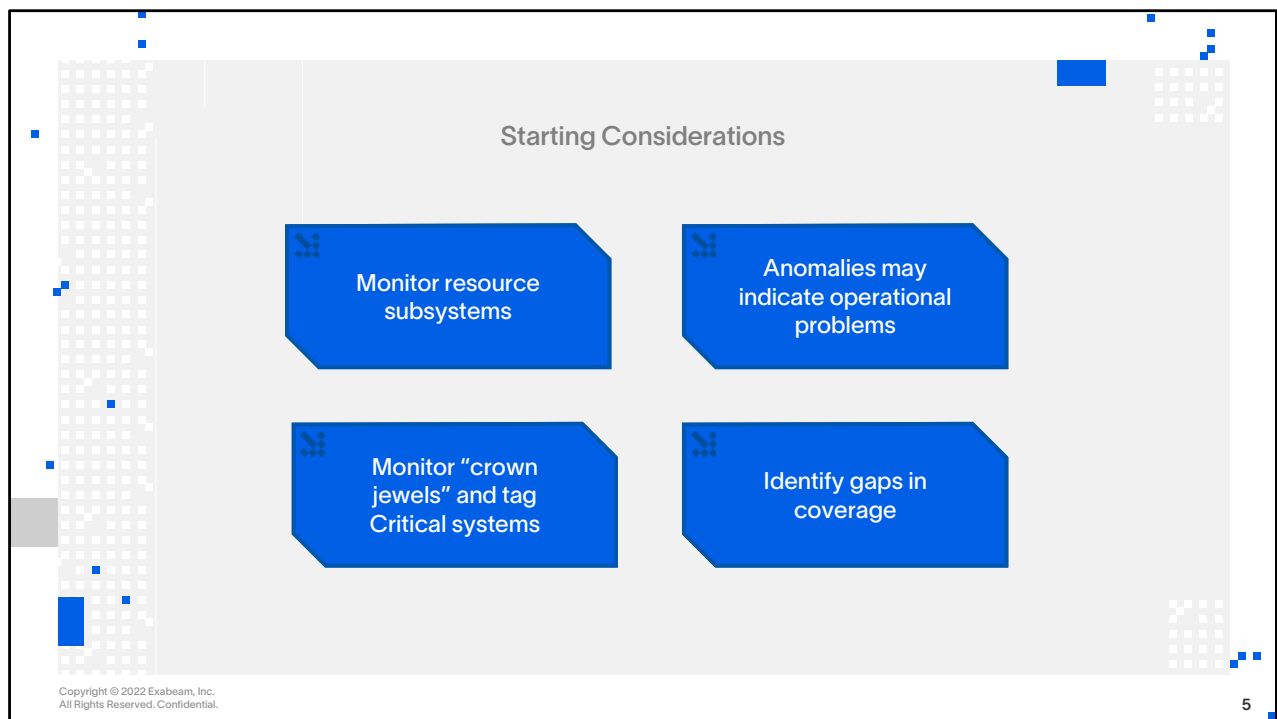 Starting Considerations
Monitor resource
subsystems
Anomalies may
indicate operational
problems
Monitor “crown
jewels” and tag
Critical systems
Identify gaps in
coverage
Copyright © 2022 Exabeam, Inc.
All Rights Reserved. Confidential.
5